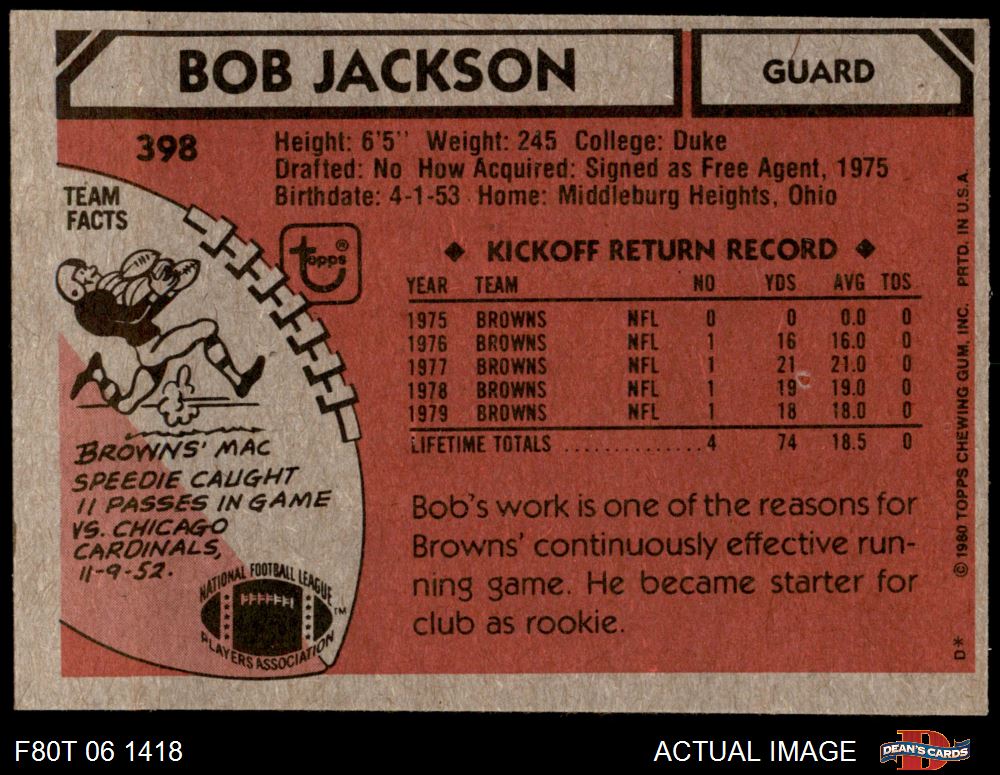 BOB JACKSON
GUARD
398
Height: 6'5" Weight: 245 College: Duke
Drafted: No How Acquired: Signed as Free Agent, 1975
Birthdate: 4-1-53 Home: Middleburg Heights, Ohio
TEAM
FACTS
topps®
◆ KICKOFF RETURN RECORD ◆
YEAR TEAM NO YDS AVG TDS
1975 BROWNS NFL 0 0 0.0 0
1976 BROWNS NFL 1 16 16.0 0
1977 BROWNS NFL 1 21 21.0 0
1978 BROWNS NFL 1 19 19.0 0
1979 BROWNS NFL 1 18 18.0 0
LIFETIME TOTALS .............. 4 74 18.5 0
BROWNS' MAC
SPEEDIE CAUGHT
11 PASSES IN GAME
VS. CHICAGO
CARDINALS,
11-9-52.
NATIONAL FOOTBALL LEAGUE
PLAYERS ASSOCIATION
TM
Bob's work is one of the reasons for
Browns' continuously effective run-
ning game. He became starter for
club as rookie.
D* © 1980 TOPPS CHEWING GUM, INC. PRTD. IN U.S.A.
F80T 06 1418
ACTUAL IMAGE
DEAN'S CARDS